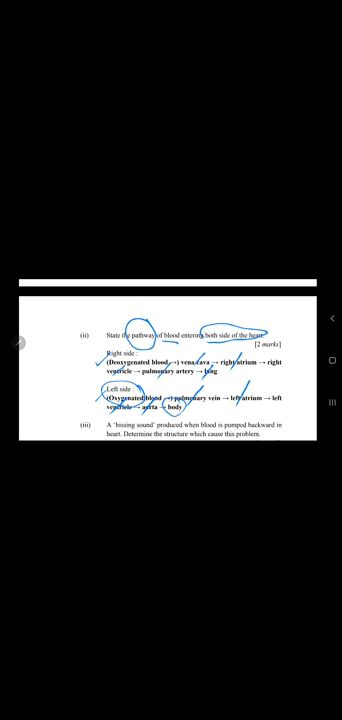 (ii) State the pathway of blood entering both side of the heart.
[2 marks]
Right side :
(Deoxygenated blood →) vena cava → right atrium → right
ventricle → pulmonary artery → lung
Left side :
(Oxygenated blood →) pulmonary vein → left atrium → left
ventricle → aorta → body
(iii) A ‘hissing sound’ produced when blood is pumped backward in
heart. Determine the structure which cause this problem.